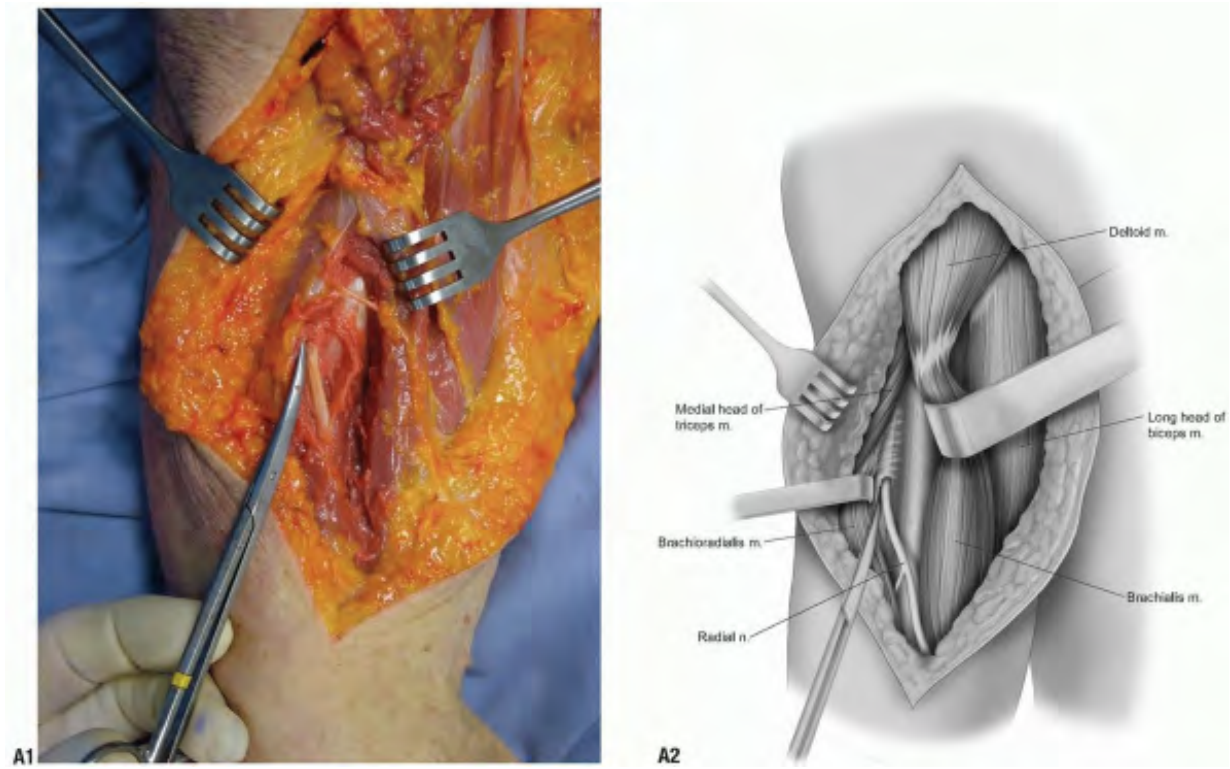 Deltoid m.
Medial head of
triceps m.
Long head of
biceps m.
Brachioradialis m.
Brachialis m.
Radial n.
A1
A2